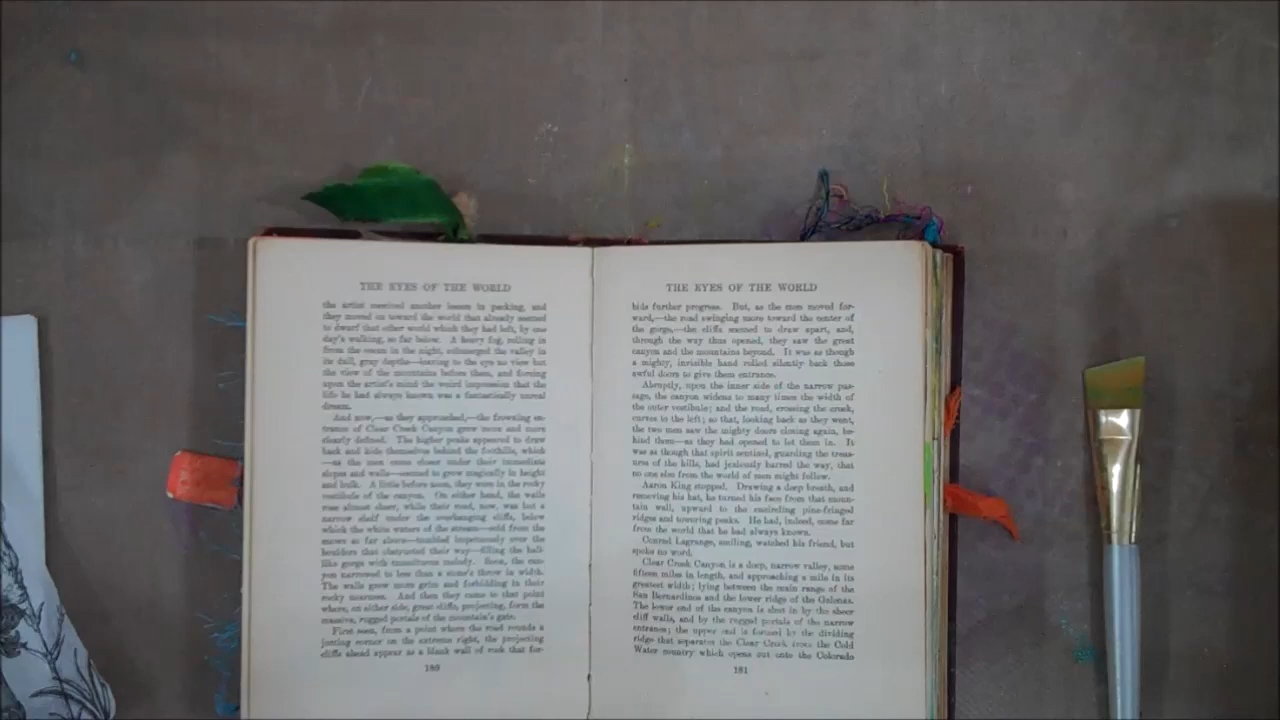 THE EYES OF THE WORLD
the artist received another lesson in packing, and
they moved on toward the world that already seemed
to dwarf that other world which they had left, by one
day's walking, so far below. A heavy fog, rolling in
from the ocean in the night, submerged the valley in
its dull, gray depths—leaving to the eye no view but
the view of the mountains before them, and forcing
upon the artist's mind the weird impression that the
life he had always known was a fantastically unreal
dream.
And now,—as they approached,—the frowning en-
trance of Clear Creek Canyon grew more and more
clearly defined. The higher peaks appeared to draw
back and hide themselves behind the foothills, which
—as the men came closer under their immediate
slopes and walls—seemed to grow magically in height
and bulk. A little before noon, they were in the rocky
vestibule of the canyon. On either hand, the walls
rose almost sheer, while their road, now, was but a
narrow shelf under the overhanging cliffs, below
which the white waters of the stream—cold from the
snows so far above—tumbled impetuously over the
boulders that obstructed their way—filling the hall-
like gorge with tumultuous melody. Soon, the can-
yon narrowed to less than a stone's throw in width.
The walls grew more grim and forbidding in their
rocky nearness. And then they came to that point
where, on either side, great cliffs, projecting, form the
massive, rugged portals of the mountain's gate.
First seen, from a point where the road rounds a
jutting corner on the extreme right, the projecting
cliffs ahead appear as a blank wall of rock that for-
180
THE EYES OF THE WORLD
bids further progress. But, as the men moved for-
ward,—the road swinging more toward the center of
the gorge,—the cliffs seemed to draw apart, and,
through the way thus opened, they saw the great
canyon and the mountains beyond. It was as though
a mighty, invisible hand rolled silently back those
awful doors to give them entrance.
Abruptly, upon the inner side of the narrow pas-
sage, the canyon widens to many times the width of
the outer vestibule; and the road, crossing the creek,
curves to the left; so that, looking back as they went,
the two men saw the mighty doors closing again, be-
hind them—as they had opened to let them in. It
was as though that spirit sentinel, guarding the treas-
ures of the hills, had jealously barred the way, that
no one else from the world of men might follow.
Aaron King stopped. Drawing a deep breath, and
removing his hat, he turned his face from that moun-
tain wall, upward to the encircling pine-fringed
ridges and towering peaks. He had, indeed, come far
from the world that he had always known.
Conrad Lagrange, smiling, watched his friend, but
spoke no word.
Clear Creek Canyon is a deep, narrow valley, some
fifteen miles in length, and approaching a mile in its
greatest width; lying between the main range of the
San Bernardinos and the lower ridge of the Galenas.
The lower end of the canyon is shut in by the sheer
cliff walls, and by the rugged portals of the narrow
entrance; the upper end is formed by the dividing
ridge that separates the Clear Creek from the Cold
Water country which opens out onto the Colorado
181